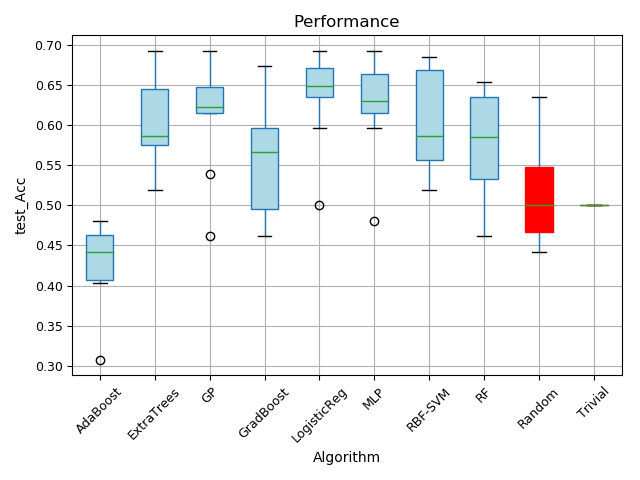 Performance
0.70
0.65
0.60
0.55
0.50
0.45
0.40
0.35
0.30
test_Acc
AdaBoost
ExtraTrees
GP
GradBoost
LogisticReg
MLP
RBF-SVM
RF
Random
Trivial
Algorithm